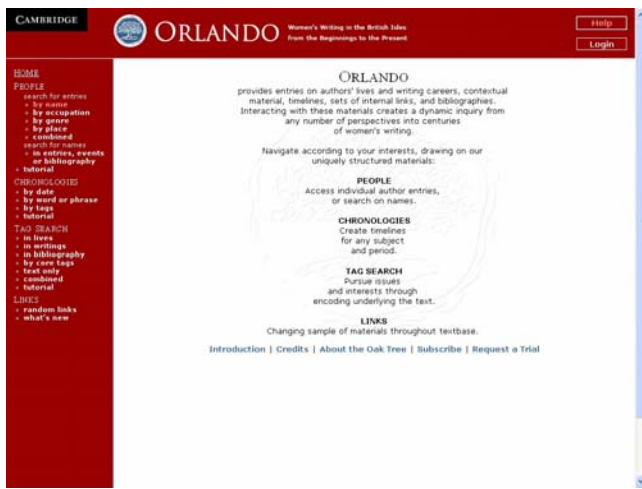 CAMBRIDGE
ORLANDO
Women's Writing in the British Isles
from the Beginnings to the Present
Help
Login
HOME
PEOPLE
search for entries
by name
by occupation
by genre
by place
combined
search for names
in entries, events
or bibliography
tutorial
CHRONOLOGIES
by date
by word or phrase
by tags
tutorial
TAG SEARCH
in lives
in writings
in bibliography
by core tags
text only
combined
tutorial
LINKS
random links
what's new
ORLANDO
provides entries on authors' lives and writing careers, contextual
material, timelines, sets of internal links, and bibliographies.
Interacting with these materials creates a dynamic inquiry from
any number of perspectives into centuries
of women's writing.
Navigate according to your interests, drawing on our
uniquely structured materials:
PEOPLE
Access individual author entries,
or search on names.
CHRONOLOGIES
Create timelines
for any subject
and period.
TAG SEARCH
Pursue issues
and interests through
encoding underlying the text.
LINKS
Changing sample of materials throughout textbase.
Introduction | Credits | About the Oak Tree | Subscribe | Request a Trial